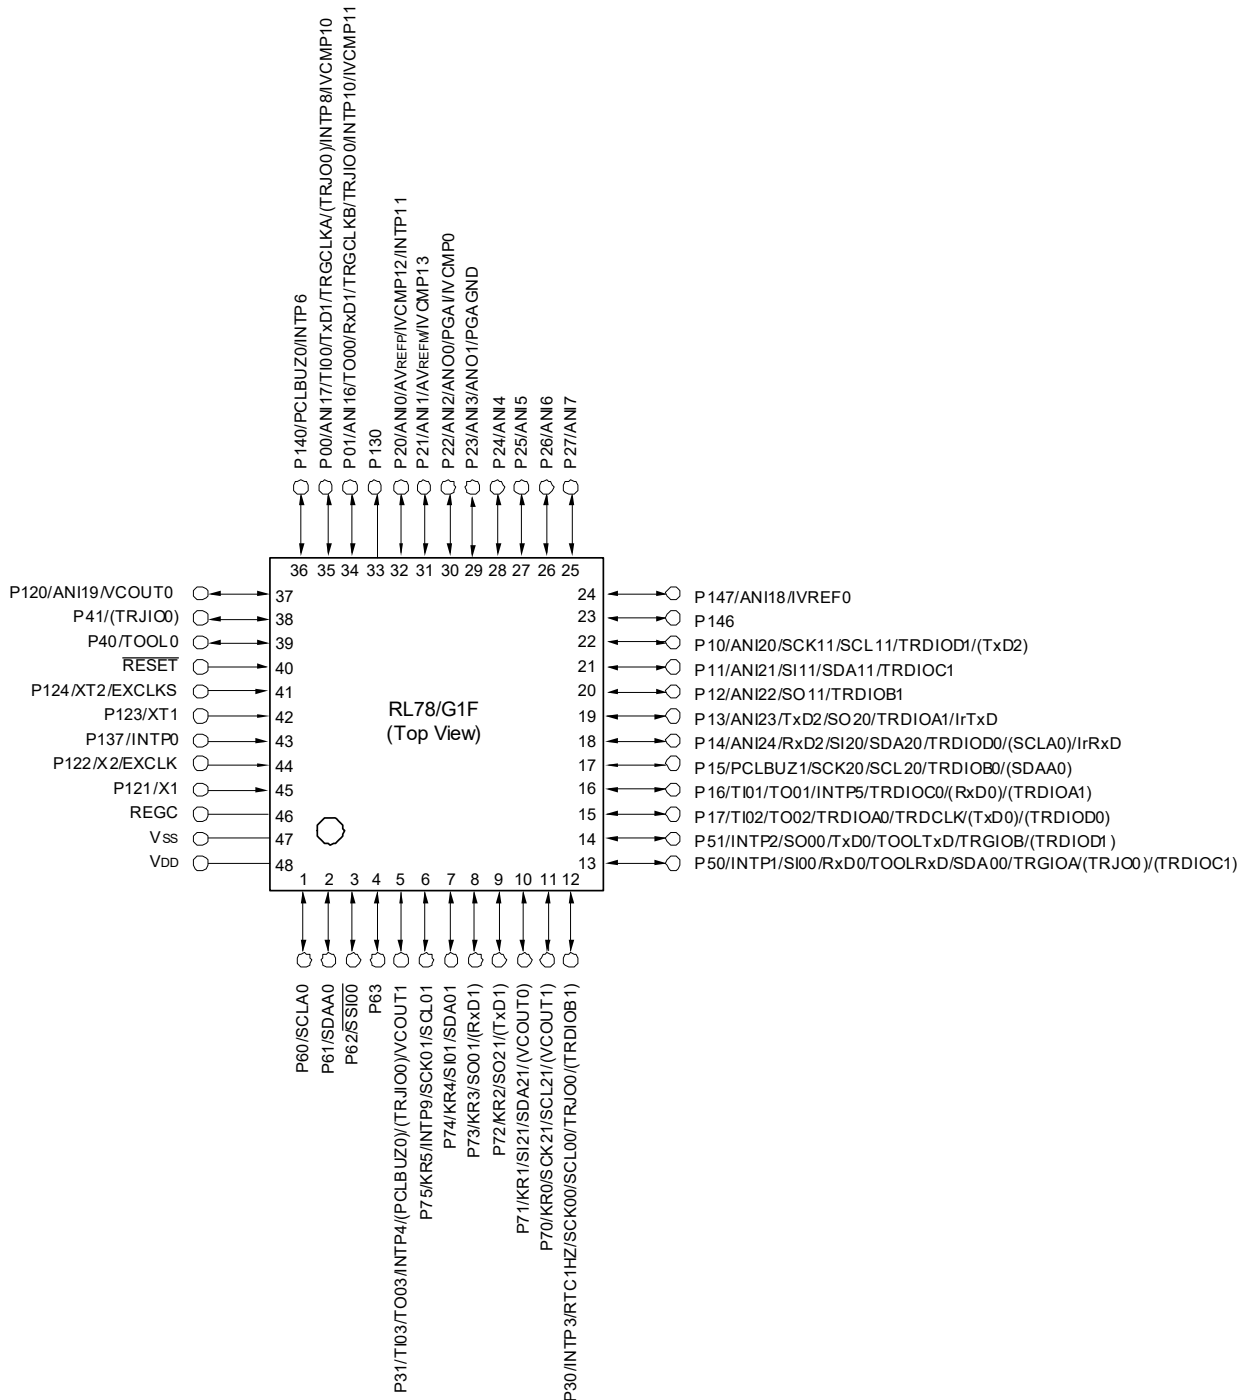 P140/PCLBUZ0/INTP6
P00/ANI17/TI00/TxD1/TRGCLKA/(TRJO0)/INTP8/IVCMP10
P01/ANI16/TO00/RxD1/TRGCLKB/TRJIO0/INTP10/IVCMP11
P130
P20/ANI0/AVREFP/IVCMP12/INTP11
P21/ANI1/AVREFM/IVCMP13
P22/ANI2/ANO0/PGAI/IVCMP0
P23/ANI3/ANO1/PGAGND
P24/ANI4
P25/ANI5
P26/ANI6
P27/ANI7
36 35 34 33 32 31 30 29 28 27 26 25
P120/ANI19/VCOUT0 37
P41/(TRJIO0) 38
P40/TOOL0 39
RESET 40
P124/XT2/EXCLKS 41
P123/XT1 42
P137/INTP0 43
P122/X2/EXCLK 44
P121/X1 45
REGC 46
VSS 47
VDD 48
RL78/G1F
(Top View)
24 P147/ANI18/IVREF0
23 P146
22 P10/ANI20/SCK11/SCL11/TRDIOD1/(TxD2)
21 P11/ANI21/SI11/SDA11/TRDIOC1
20 P12/ANI22/SO11/TRDIOB1
19 P13/ANI23/TxD2/SO20/TRDIOA1/IrTxD
18 P14/ANI24/RxD2/SI20/SDA20/TRDIOD0/(SCLA0)/IrRxD
17 P15/PCLBUZ1/SCK20/SCL20/TRDIOB0/(SDAA0)
16 P16/TI01/TO01/INTP5/TRDIOC0/(RxD0)/(TRDIOA1)
15 P17/TI02/TO02/TRDIOA0/TRDCLK/(TxD0)/(TRDIOD0)
14 P51/INTP2/SO00/TxD0/TOOLTxD/TRGIOB/(TRDIOD1)
13 P50/INTP1/SI00/RxD0/TOOLRxD/SDA00/TRGIOA/(TRJO0)/(TRDIOC1)
1 2 3 4 5 6 7 8 9 10 11 12
P60/SCLA0
P61/SDAA0
P62/SSI00
P63
P31/TI03/TO03/INTP4/(PCLBUZ0)/(TRJIO0)/VCOUT1
P75/KR5/INTP9/SCK01/SCL01
P74/KR4/SI01/SDA01
P73/KR3/SO01/(RxD1)
P72/KR2/SO21/(TxD1)
P71/KR1/SI21/SDA21/(VCOUT0)
P70/KR0/SCK21/SCL21/(VCOUT1)
P30/INTP3/RTC1HZ/SCK00/SCL00/TRJO0/(TRDIOB1)